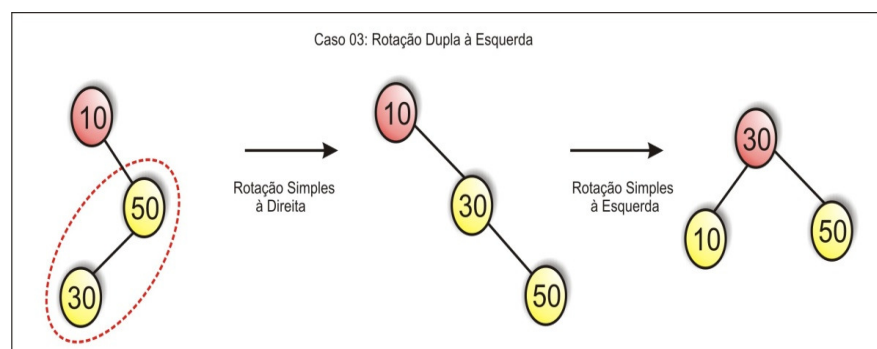 Caso 03: Rotação Dupla à Esquerda
10
50
30
Rotação Simples
à Direita
10
30
50
Rotação Simples
à Esquerda
30
10
50